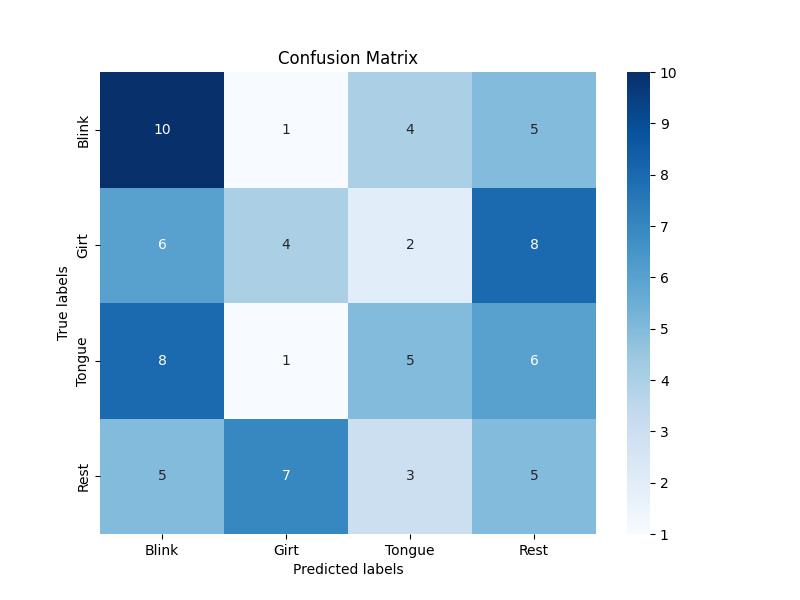 Confusion Matrix
True labels
Blink
10 1 4 5
Girt
6 4 2 8
Tongue
8 1 5 6
Rest
5 7 3 5
Blink Girt Tongue Rest
Predicted labels
10
9
8
7
6
5
4
3
2
1